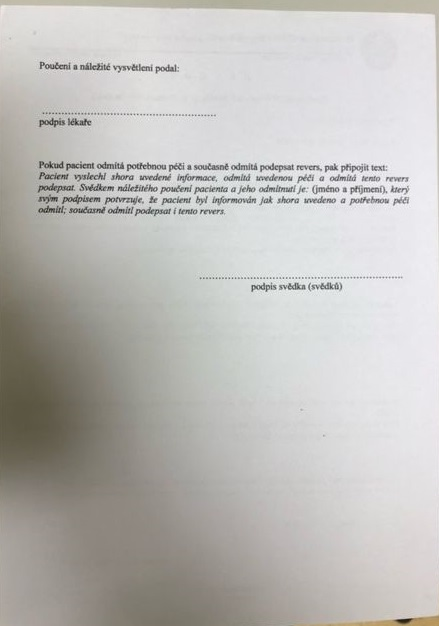 Poučení a náležité vysvětlení podal:
............................................................
podpis lékaře
Pokud pacient odmítá potřebnou péči a současně odmítá podepsat revers, pak připojit text:
Pacient vyslechl shora uvedené informace, odmítá uvedenou péči a odmítá tento revers
podepsat. Svědkem náležitého poučení pacienta a jeho odmítnutí je: (jméno a příjmení), který
svým podpisem potvrzuje, že pacient byl informován jak shora uvedeno a potřebnou péči
odmítl; současně odmítl podepsat i tento revers.
......................................................................
podpis svědka (svědků)